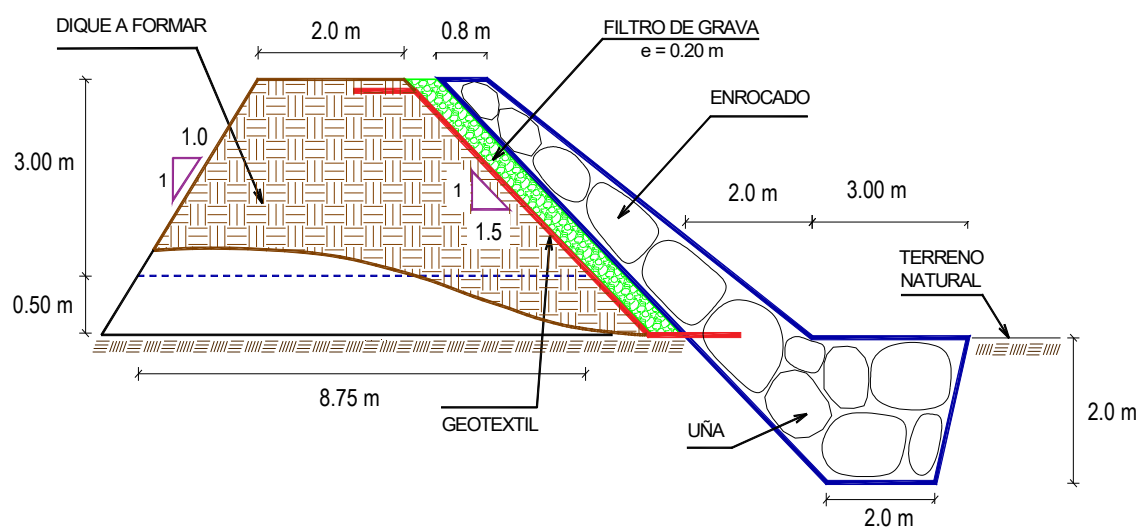 DIQUE A FORMAR
2.0 m
0.8 m
FILTRO DE GRAVA
e = 0.20 m
ENROCADO
1.0
1
3.00 m
1
1.5
2.0 m
3.00 m
TERRENO
NATURAL
0.50 m
8.75 m
GEOTEXTIL
UÑA
2.0 m
2.0 m